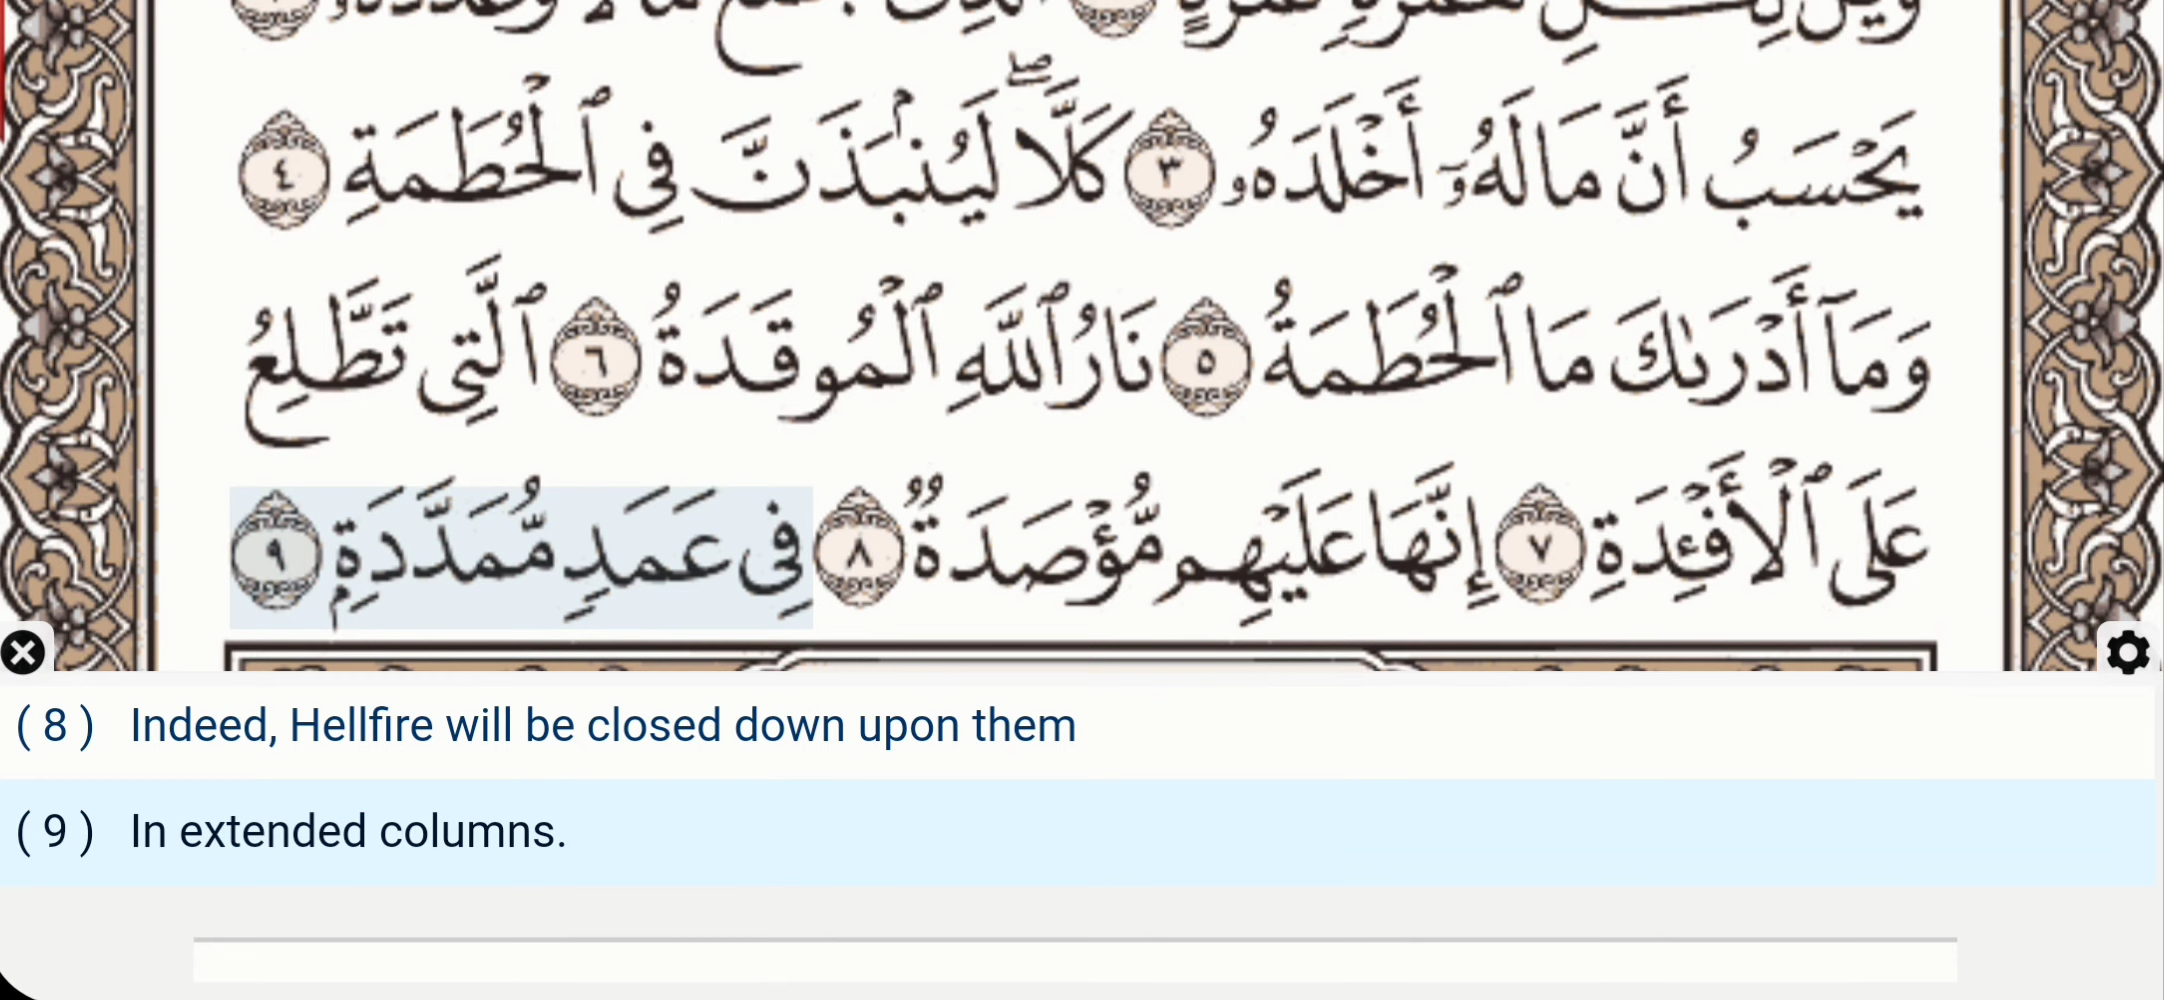 يَحْسَبُ أَنَّ مَالَهُۥٓ أَخْلَدَهُۥ ٣ كَلَّا ۖ لَيُنۢبَذَنَّ فِى ٱلْحُطَمَةِ ٤
وَمَآ أَدْرَىٰكَ مَا ٱلْحُطَمَةُ ٥ نَارُ ٱللَّهِ ٱلْمُوقَدَةُ ٦ ٱلَّتِى تَطَّلِعُ
عَلَى ٱلْأَفْـِٔدَةِ ٧ إِنَّهَا عَلَيْهِم مُّؤْصَدَةٌ ٨ فِى عَمَدٍ مُّمَدَّدَةٍۭ ٩
( 8 ) Indeed, Hellfire will be closed down upon them
( 9 ) In extended columns.